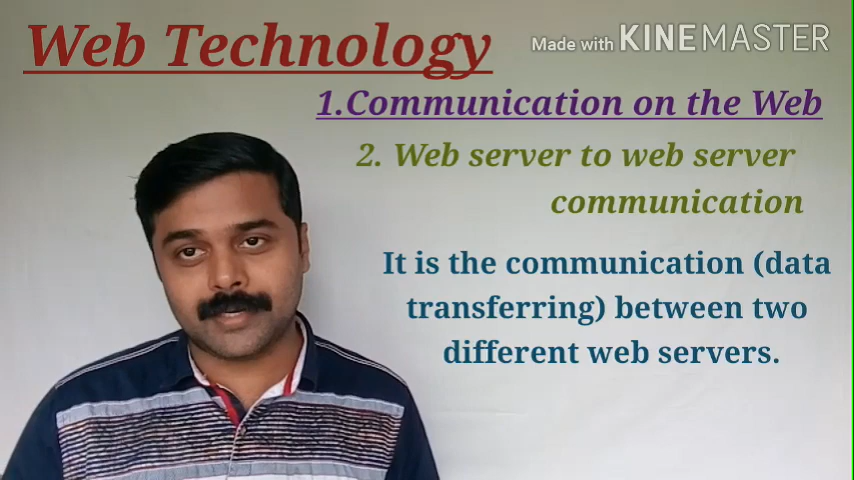 Web Technology
Made with KINEMASTER
1.Communication on the Web
2. Web server to web server
communication
It is the communication (data
transferring) between two
different web servers.